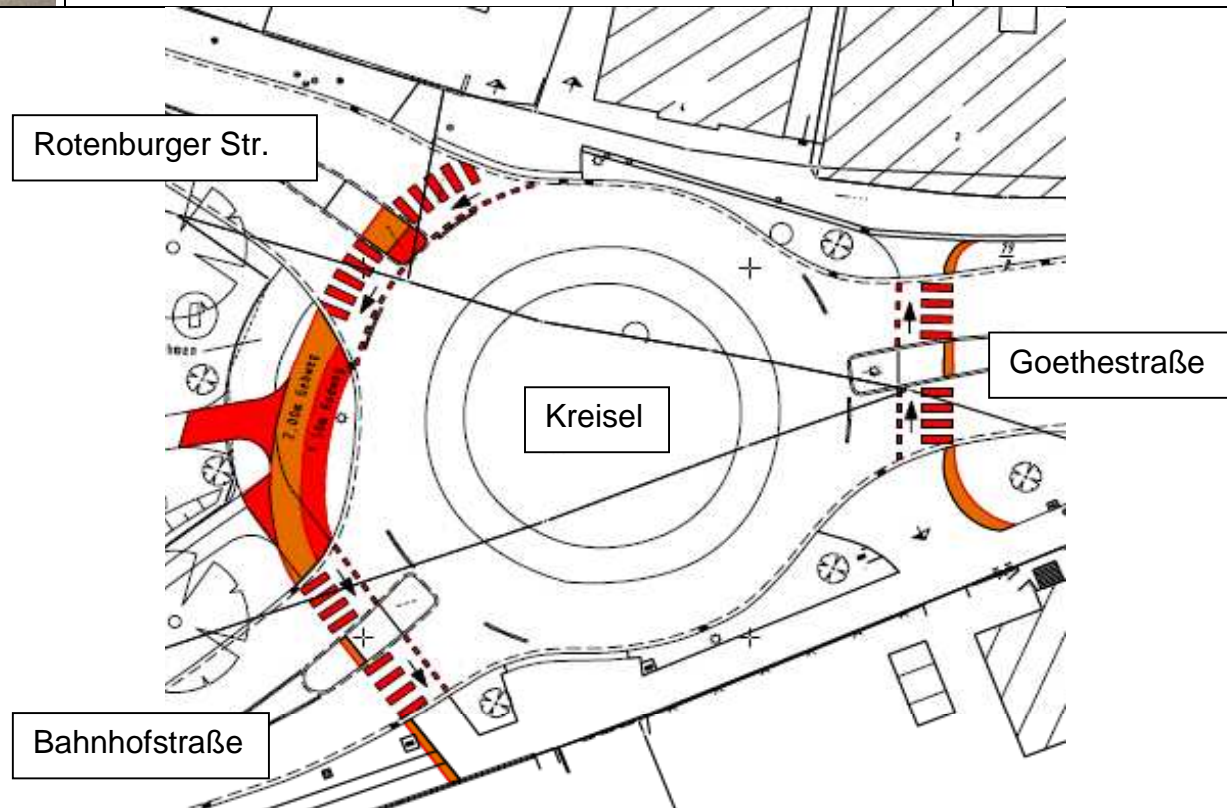 Rotenburger Str.
Goethestraße
2,00m Gehweg
Kreisel
Bahnhofstraße